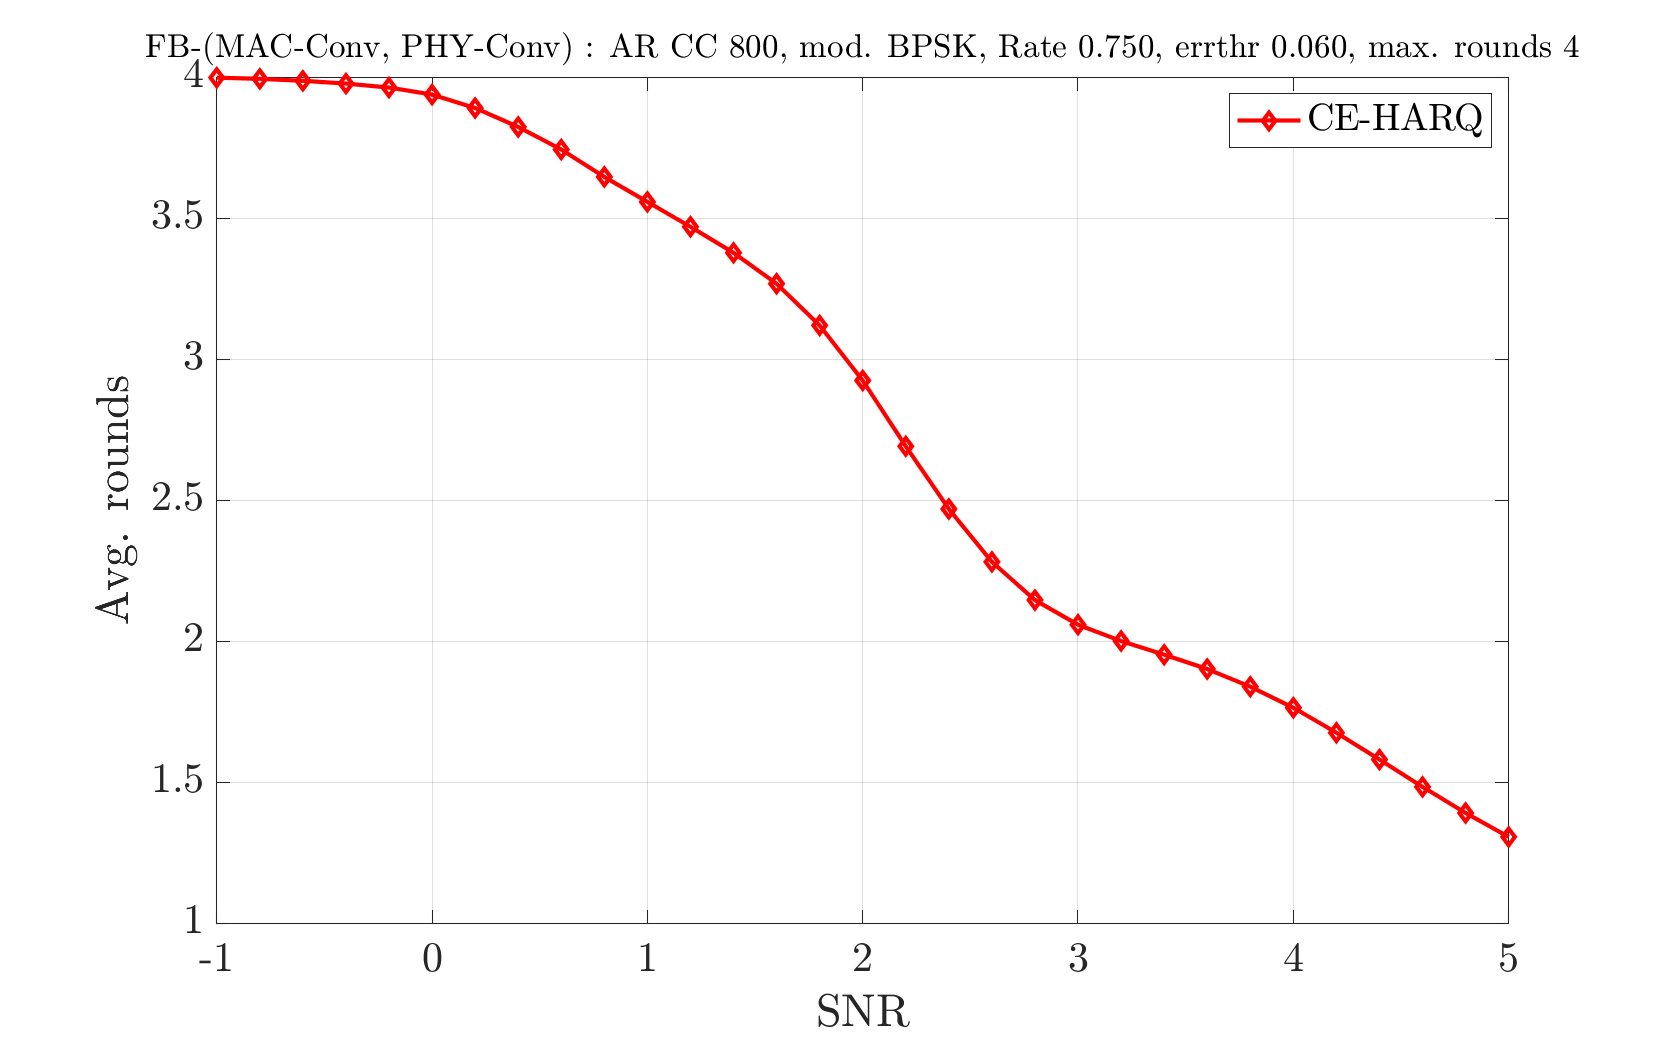 FB-(MAC-Conv, PHY-Conv) : AR CC 800, mod. BPSK, Rate 0.750, errthr 0.060, max. rounds 4
CE-HARQ
4
3.5
3
2.5
2
1.5
1
Avg. rounds
-1 0 1 2 3 4 5
SNR